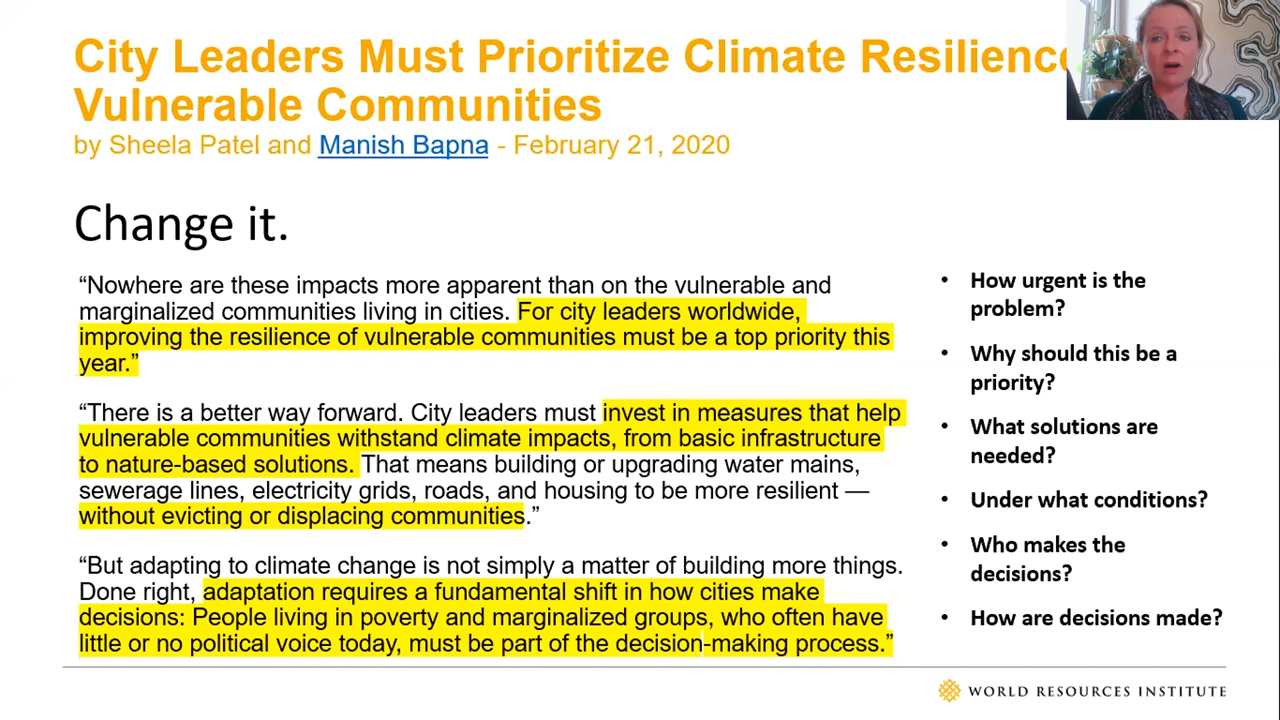 City Leaders Must Prioritize Climate Resilience
Vulnerable Communities
by Sheela Patel and Manish Bapna - February 21, 2020
Change it.
“Nowhere are these impacts more apparent than on the vulnerable and
marginalized communities living in cities. For city leaders worldwide,
improving the resilience of vulnerable communities must be a top priority this
year.”
“There is a better way forward. City leaders must invest in measures that help
vulnerable communities withstand climate impacts, from basic infrastructure
to nature-based solutions. That means building or upgrading water mains,
sewerage lines, electricity grids, roads, and housing to be more resilient —
without evicting or displacing communities.”
“But adapting to climate change is not simply a matter of building more things.
Done right, adaptation requires a fundamental shift in how cities make
decisions: People living in poverty and marginalized groups, who often have
little or no political voice today, must be part of the decision-making process.”
• How urgent is the
problem?
• Why should this be a
priority?
• What solutions are
needed?
• Under what conditions?
• Who makes the
decisions?
• How are decisions made?
WORLD RESOURCES INSTITUTE